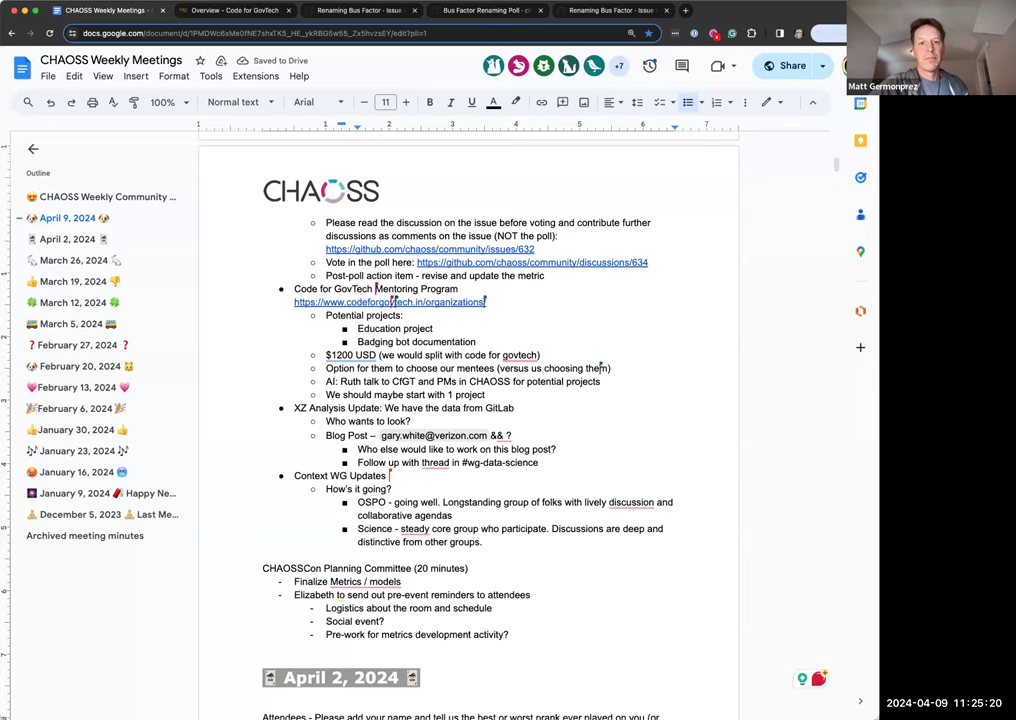 CHAOSS Weekly Meetings -
Overview - Code for GovTech
Renaming Bus Factor · Issue
Bus Factor Renaming Poll · c
Renaming Bus Factor · Issue
CHAOSS Weekly Meetings
Saved to Drive
File Edit View Insert Format Tools Extensions Help
+7
Share
Matt Germonprez
100%
Normal text
Arial
11
1 1 2 3 4 5 6 7
Outline
😍 CHAOSS Weekly Community ...
🐶 April 9, 2024 🐶
🃏 April 2, 2024 🃏
🐇 March 26, 2024 🐇
👍 March 19, 2024 👎
🍀 March 12, 2024 🍀
🚃 March 5, 2024 🚃
❓ February 27, 2024 ❓
🐱 February 20, 2024 🐱
💗February 13, 2024 💗
🎉February 6, 2024 🎉
👍January 30, 2024 👍
🎶 January 23, 2024 🎶
🥵 January 16, 2024 🥶
🎆 January 9, 2024 🧨 Happy Ne...
🙏 December 5, 2023 🙏 Last Me...
Archived meeting minutes
CHAOSS
○ Please read the discussion on the issue before voting and contribute further
discussions as comments on the issue (NOT the poll):
https://github.com/chaoss/community/issues/632
○ Vote in the poll here: https://github.com/chaoss/community/discussions/634
○ Post-poll action item - revise and update the metric
● Code for GovTech Mentoring Program
https://www.codeforgovtech.in/organizations/
○ Potential projects:
■ Education project
■ Badging bot documentation
○ $1200 USD (we would split with code for govtech)
○ Option for them to choose our mentees (versus us choosing them)
○ AI: Ruth talk to CfGT and PMs in CHAOSS for potential projects
○ We should maybe start with 1 project
● XZ Analysis Update: We have the data from GitLab
○ Who wants to look?
○ Blog Post – gary.white@verizon.com && ?
■ Who else would like to work on this blog post?
■ Follow up with thread in #wg-data-science
● Context WG Updates
○ How's it going?
■ OSPO - going well. Longstanding group of folks with lively discussion and
collaborative agendas
■ Science - steady core group who participate. Discussions are deep and
distinctive from other groups.
CHAOSSCon Planning Committee (20 minutes)
- Finalize Metrics / models
- Elizabeth to send out pre-event reminders to attendees
- Logistics about the room and schedule
- Social event?
- Pre-work for metrics development activity?
🃏 April 2, 2024 🃏
Attendees - Please add your name and tell us the best or worst prank ever played on you (or
2024-04-09 11:25:20